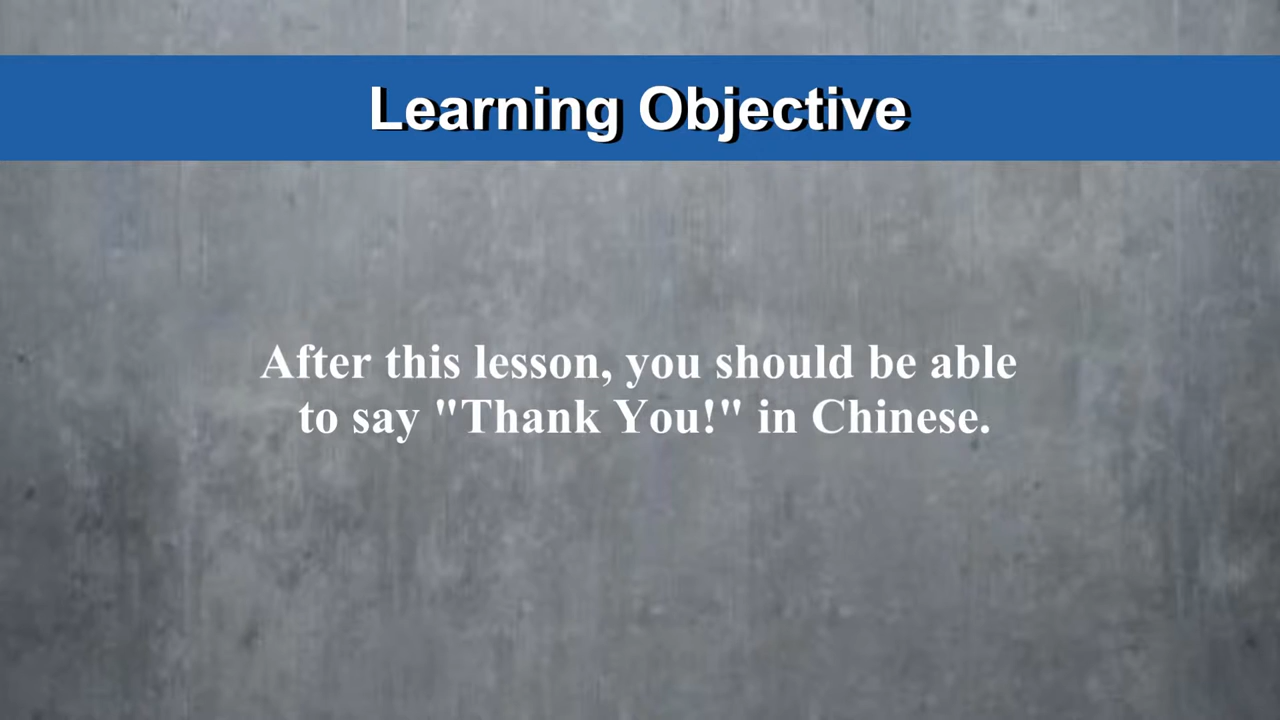 Learning Objective
After this lesson, you should be able
to say "Thank You!" in Chinese.